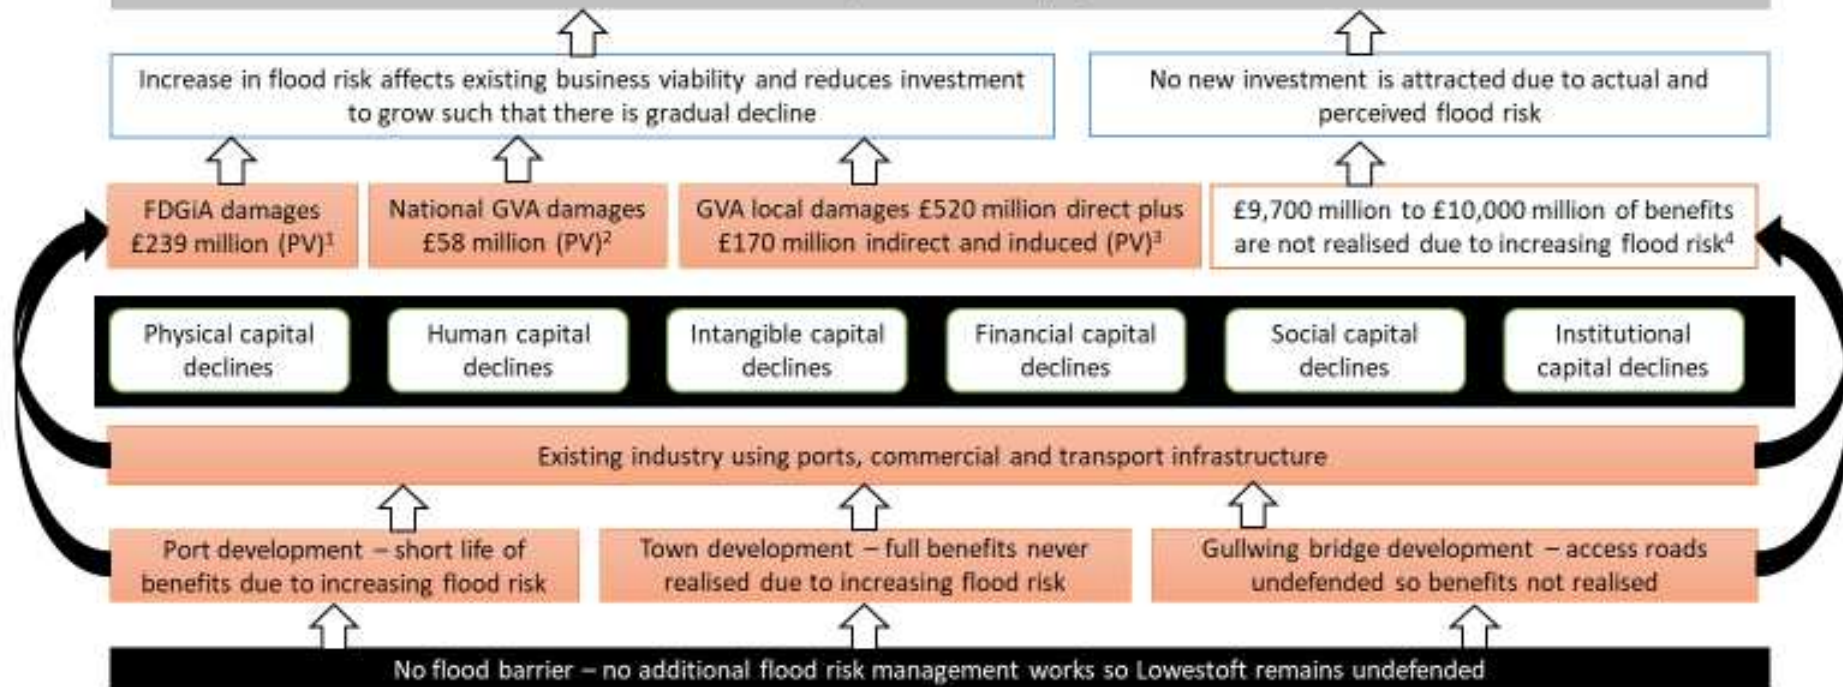 Increase in flood risk affects existing business viability and reduces investment
to grow such that there is gradual decline
No new investment is attracted due to actual and
perceived flood risk
FDGiA damages
£239 million (PV)¹
National GVA damages
£58 million (PV)²
GVA local damages £520 million direct plus
£170 million indirect and induced (PV)³
£9,700 million to £10,000 million of benefits
are not realised due to increasing flood risk⁴
Physical capital
declines
Human capital
declines
Intangible capital
declines
Financial capital
declines
Social capital
declines
Institutional
capital declines
Existing industry using ports, commercial and transport infrastructure
Port development – short life of
benefits due to increasing flood risk
Town development – full benefits never
realised due to increasing flood risk
Gullwing bridge development – access roads
undefended so benefits not realised
No flood barrier – no additional flood risk management works so Lowestoft remains undefended